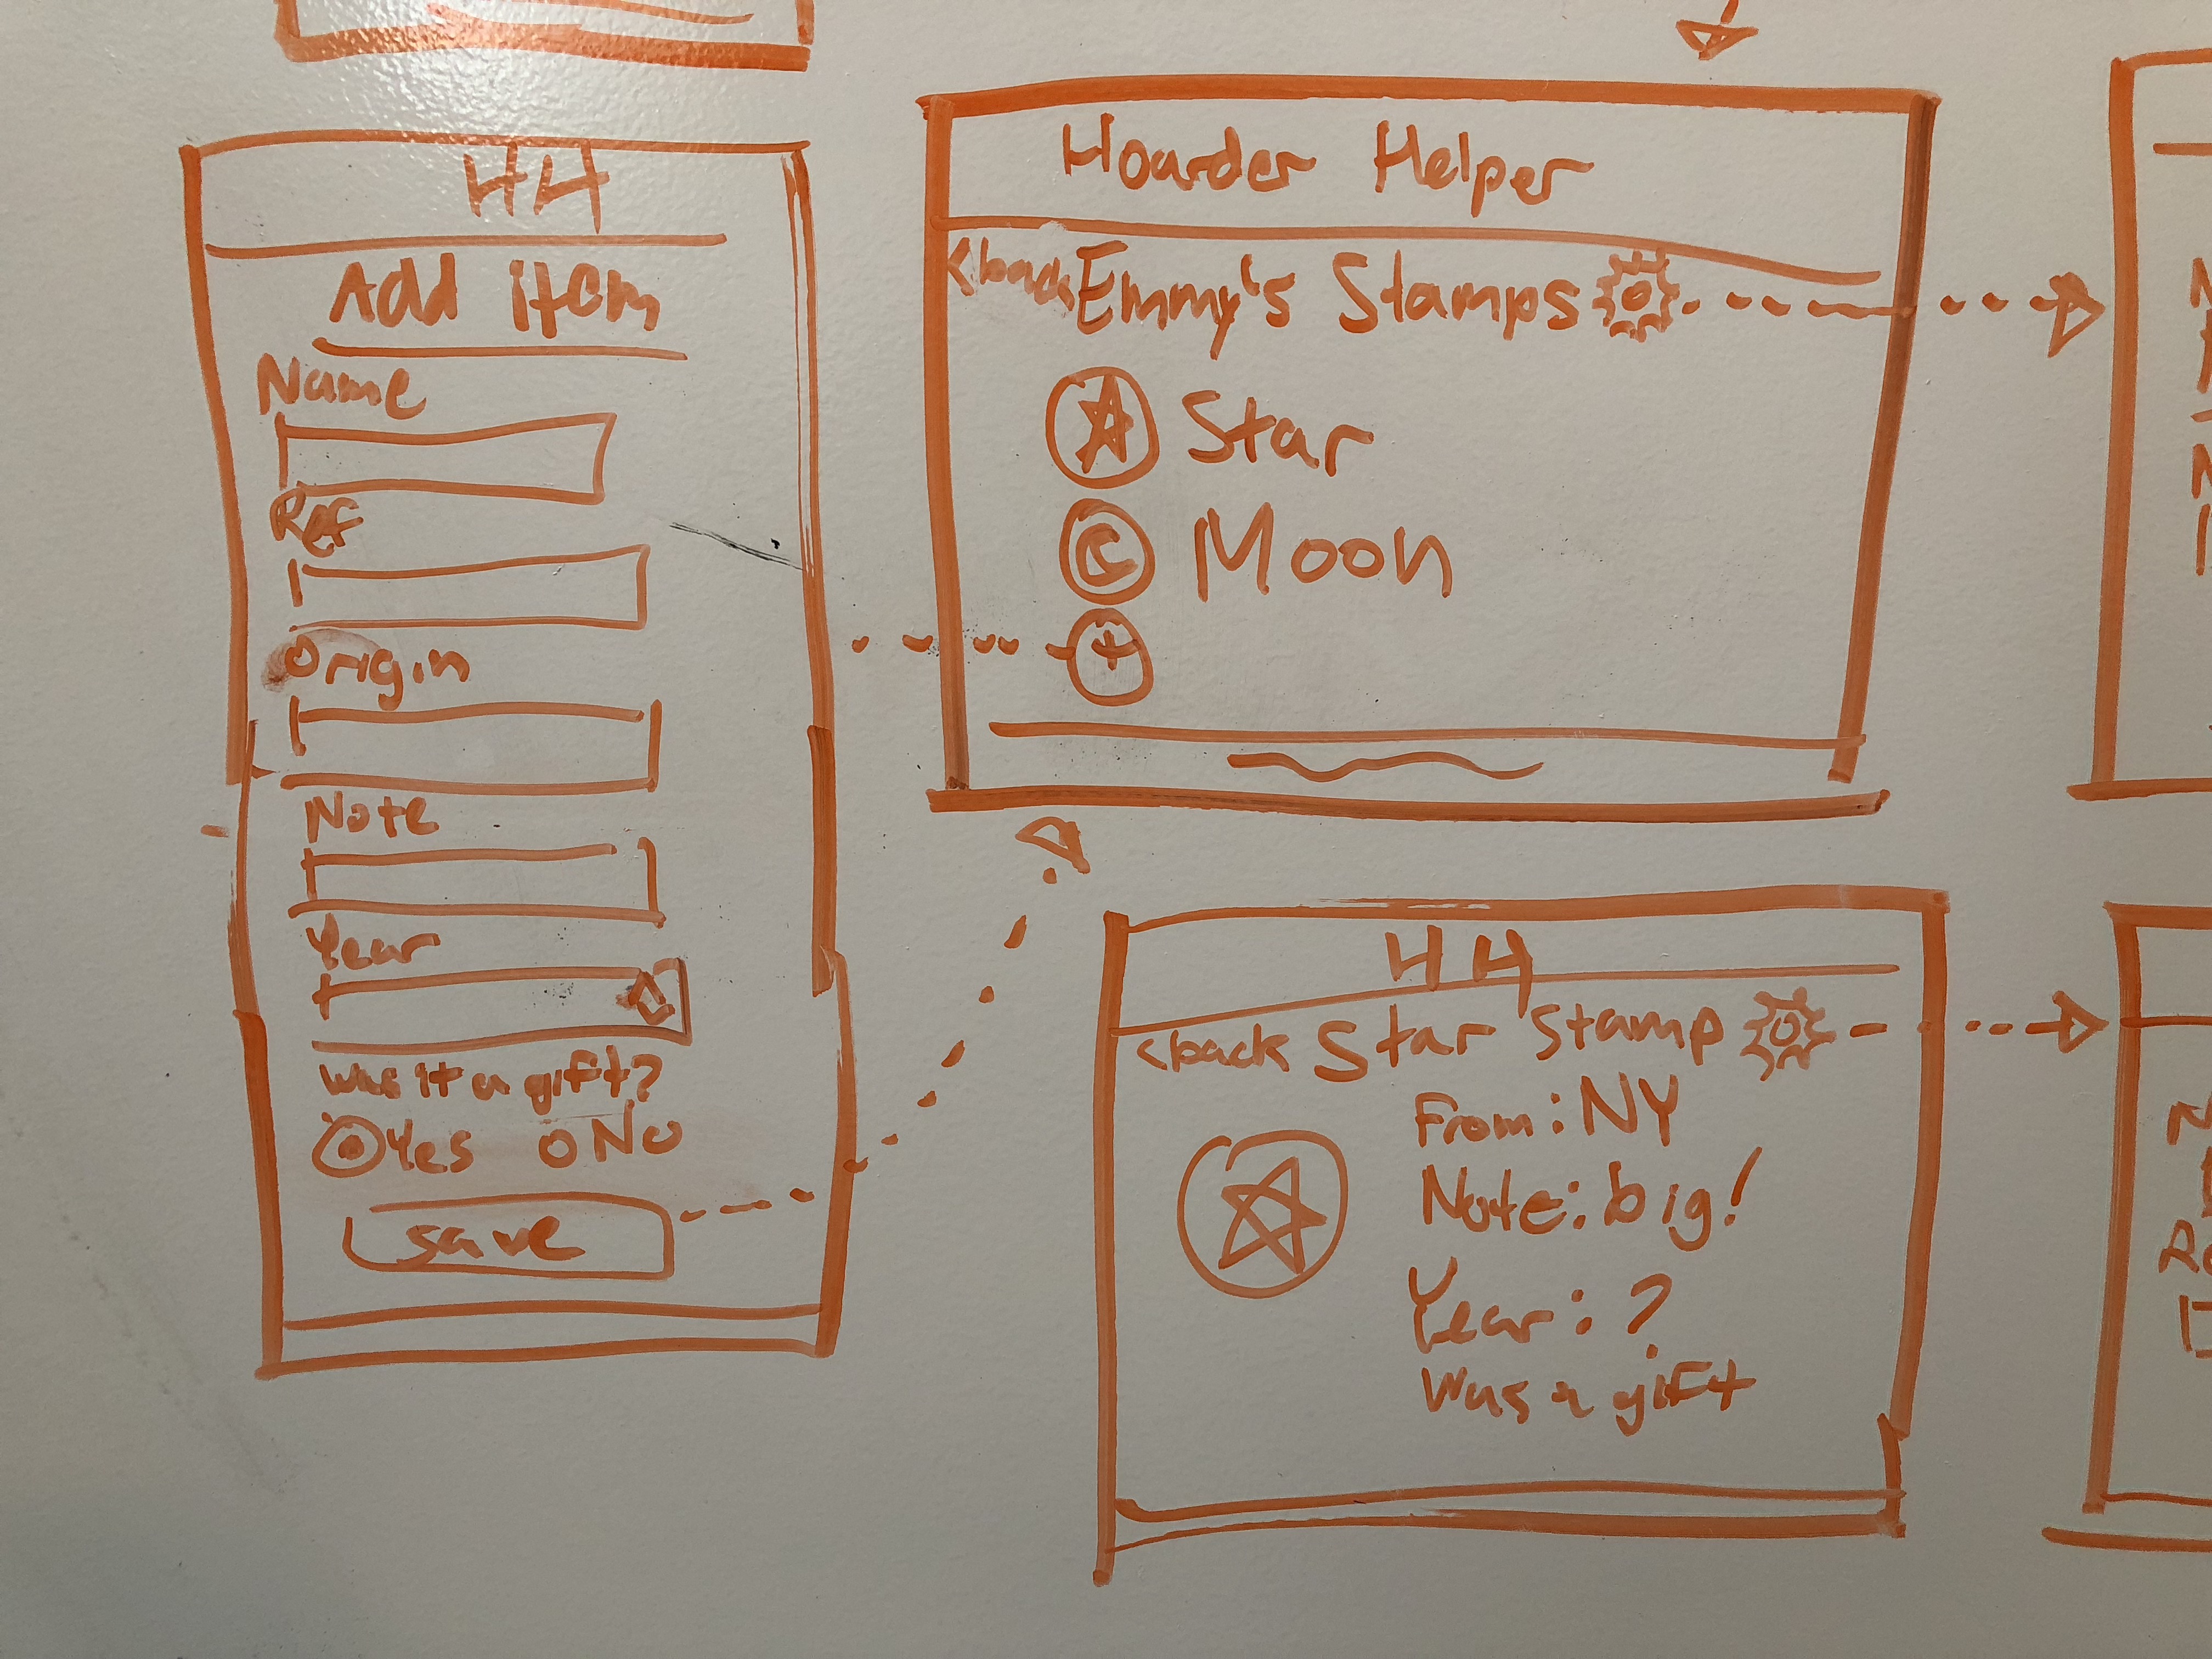 HH
Add item
Name
Ref
Origin
Note
Year
Was it a gift?
Yes No
save
Hoarder Helper
<back Emmy's Stamps
Star
Moon
+
HH
<back Star Stamp
From: NY
Note: big!
Year: ?
Was a gift